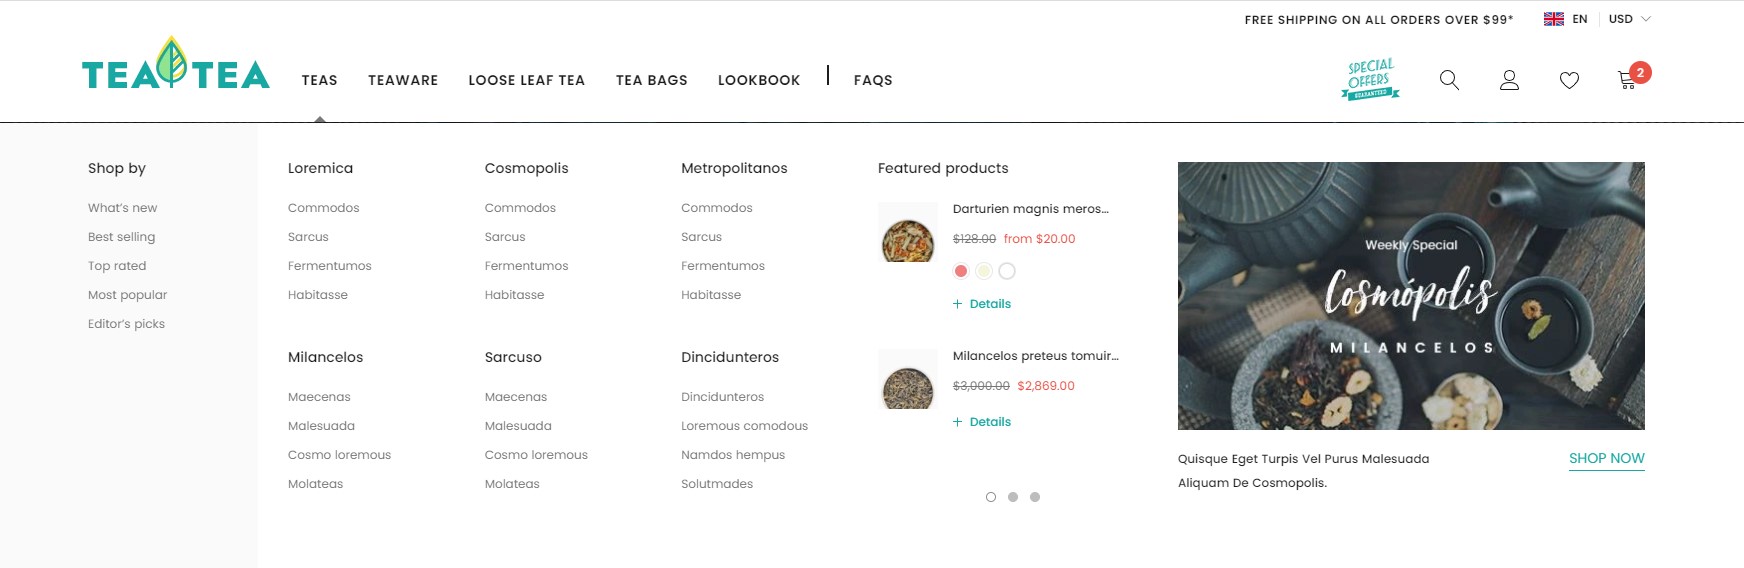 FREE SHIPPING ON ALL ORDERS OVER $99*
EN
USD
TEA TEA
TEAS
TEAWARE
LOOSE LEAF TEA
TEA BAGS
LOOKBOOK
FAQS
SPECIAL
OFFERS
GUARANTEED
2
Shop by
What's new
Best selling
Top rated
Most popular
Editor's picks
Loremica
Commodos
Sarcus
Fermentumos
Habitasse
Cosmopolis
Commodos
Sarcus
Fermentumos
Habitasse
Metropolitanos
Commodos
Sarcus
Fermentumos
Habitasse
Milancelos
Maecenas
Malesuada
Cosmo loremous
Molateas
Sarcuso
Maecenas
Malesuada
Cosmo loremous
Molateas
Dincidunteros
Dincidunteros
Loremous comodous
Namdos hempus
Solutmades
Featured products
Darturien magnis meros...
$128.00 from $20.00
+ Details
Milancelos preteus tomuir...
$3,000.00 $2,869.00
+ Details
Weekly Special
Cosmópolis
MILANCELOS
Quisque Eget Turpis Vel Purus Malesuada
Aliquam De Cosmopolis.
SHOP NOW